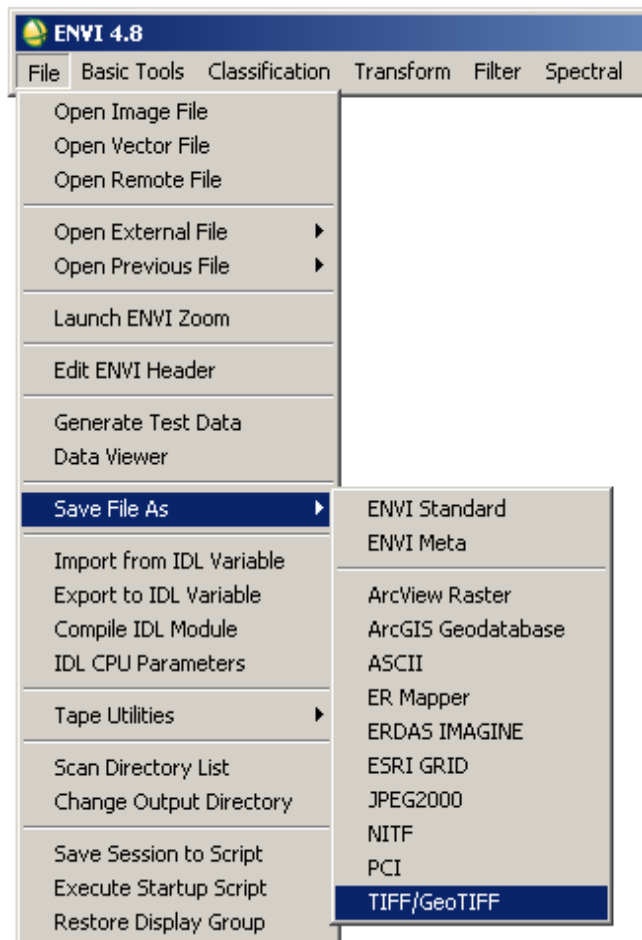 ENVI 4.8
File Basic Tools Classification Transform Filter Spectral
Open Image File
Open Vector File
Open Remote File
Open External File
Open Previous File
Launch ENVI Zoom
Edit ENVI Header
Generate Test Data
Data Viewer
Save File As
Import from IDL Variable
Export to IDL Variable
Compile IDL Module
IDL CPU Parameters
Tape Utilities
Scan Directory List
Change Output Directory
Save Session to Script
Execute Startup Script
Restore Display Group
ENVI Standard
ENVI Meta
ArcView Raster
ArcGIS Geodatabase
ASCII
ER Mapper
ERDAS IMAGINE
ESRI GRID
JPEG2000
NITF
PCI
TIFF/GeoTIFF